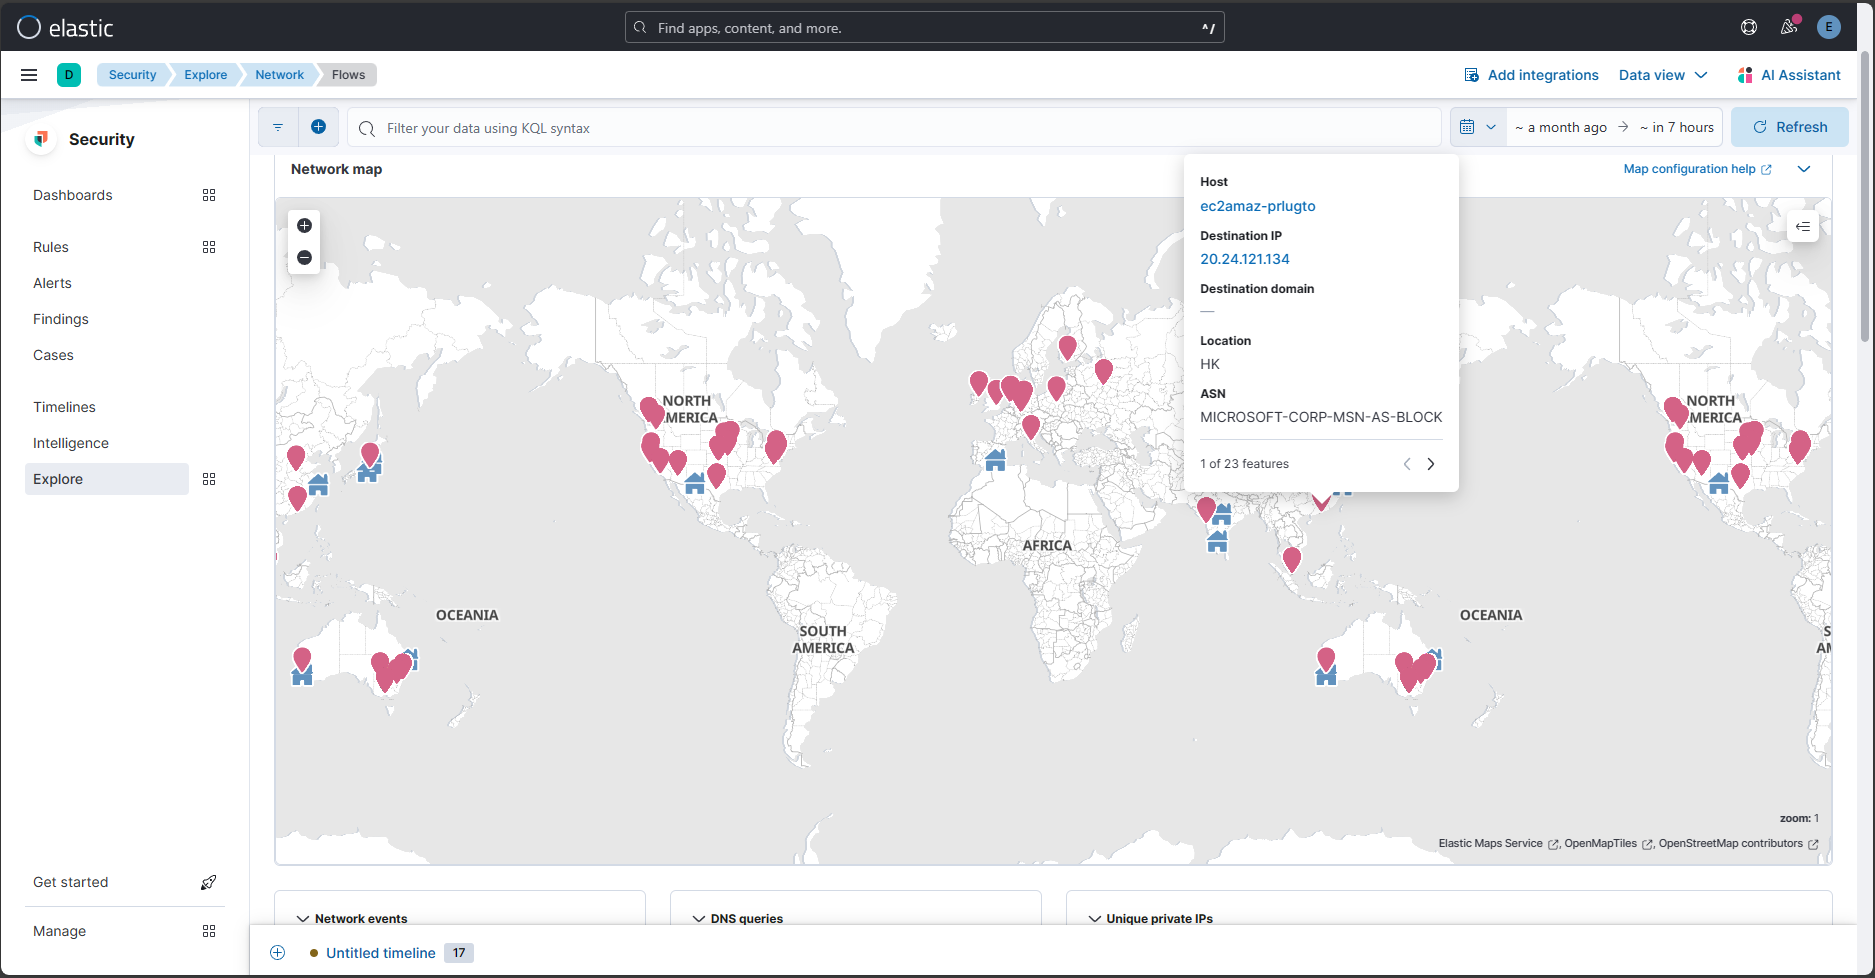 elastic
Find apps, content, and more.
^/
E
D
Security
Explore
Network
Flows
Add integrations
Data view
AI Assistant
Security
Filter your data using KQL syntax
~ a month ago → ~ in 7 hours
Refresh
Dashboards
Rules
Alerts
Findings
Cases
Timelines
Intelligence
Explore
Get started
Manage
Network map
Map configuration help
Host
ec2amaz-prlugto
Destination IP
20.24.121.134
Destination domain
—
Location
HK
ASN
MICROSOFT-CORP-MSN-AS-BLOCK
1 of 23 features
NORTH
AMERICA
NORTH
AMERICA
AFRICA
OCEANIA
OCEANIA
SOUTH
AMERICA
S
AM
zoom: 1
Elastic Maps Service , OpenMapTiles , OpenStreetMap contributors
Network events
DNS queries
Unique private IPs
Untitled timeline
17